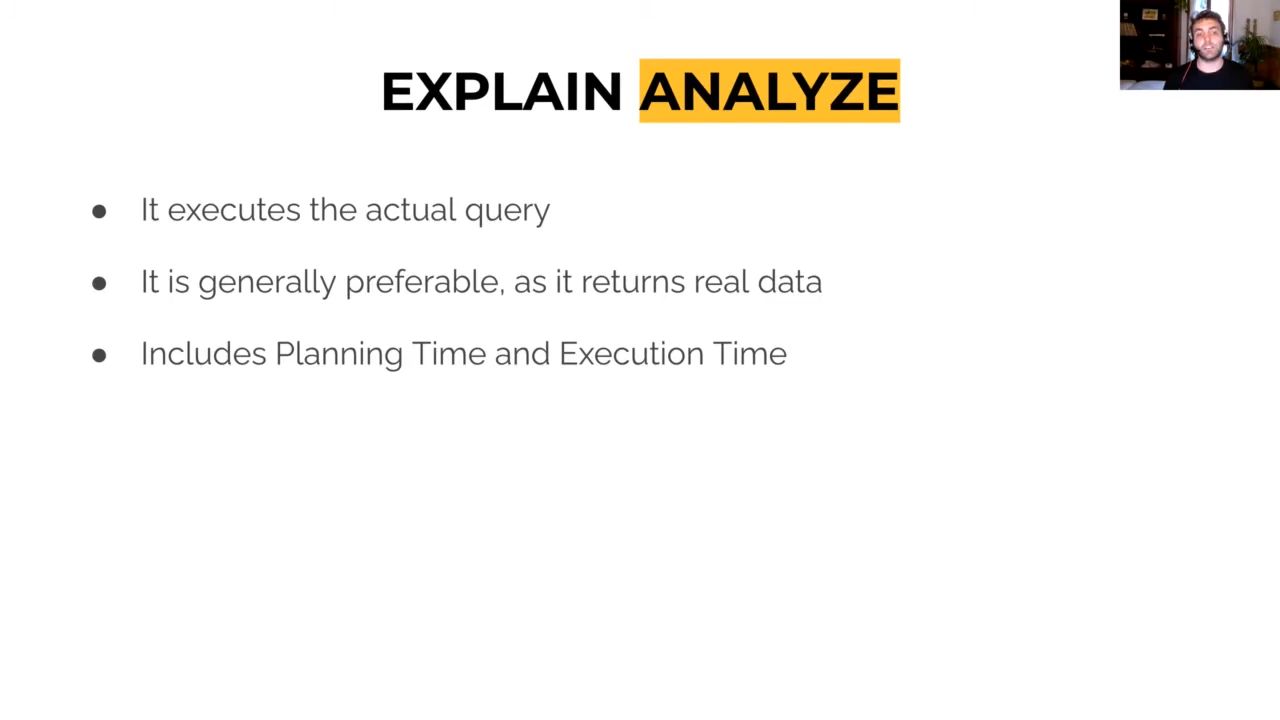 EXPLAIN ANALYZE
● It executes the actual query
● It is generally preferable, as it returns real data
● Includes Planning Time and Execution Time